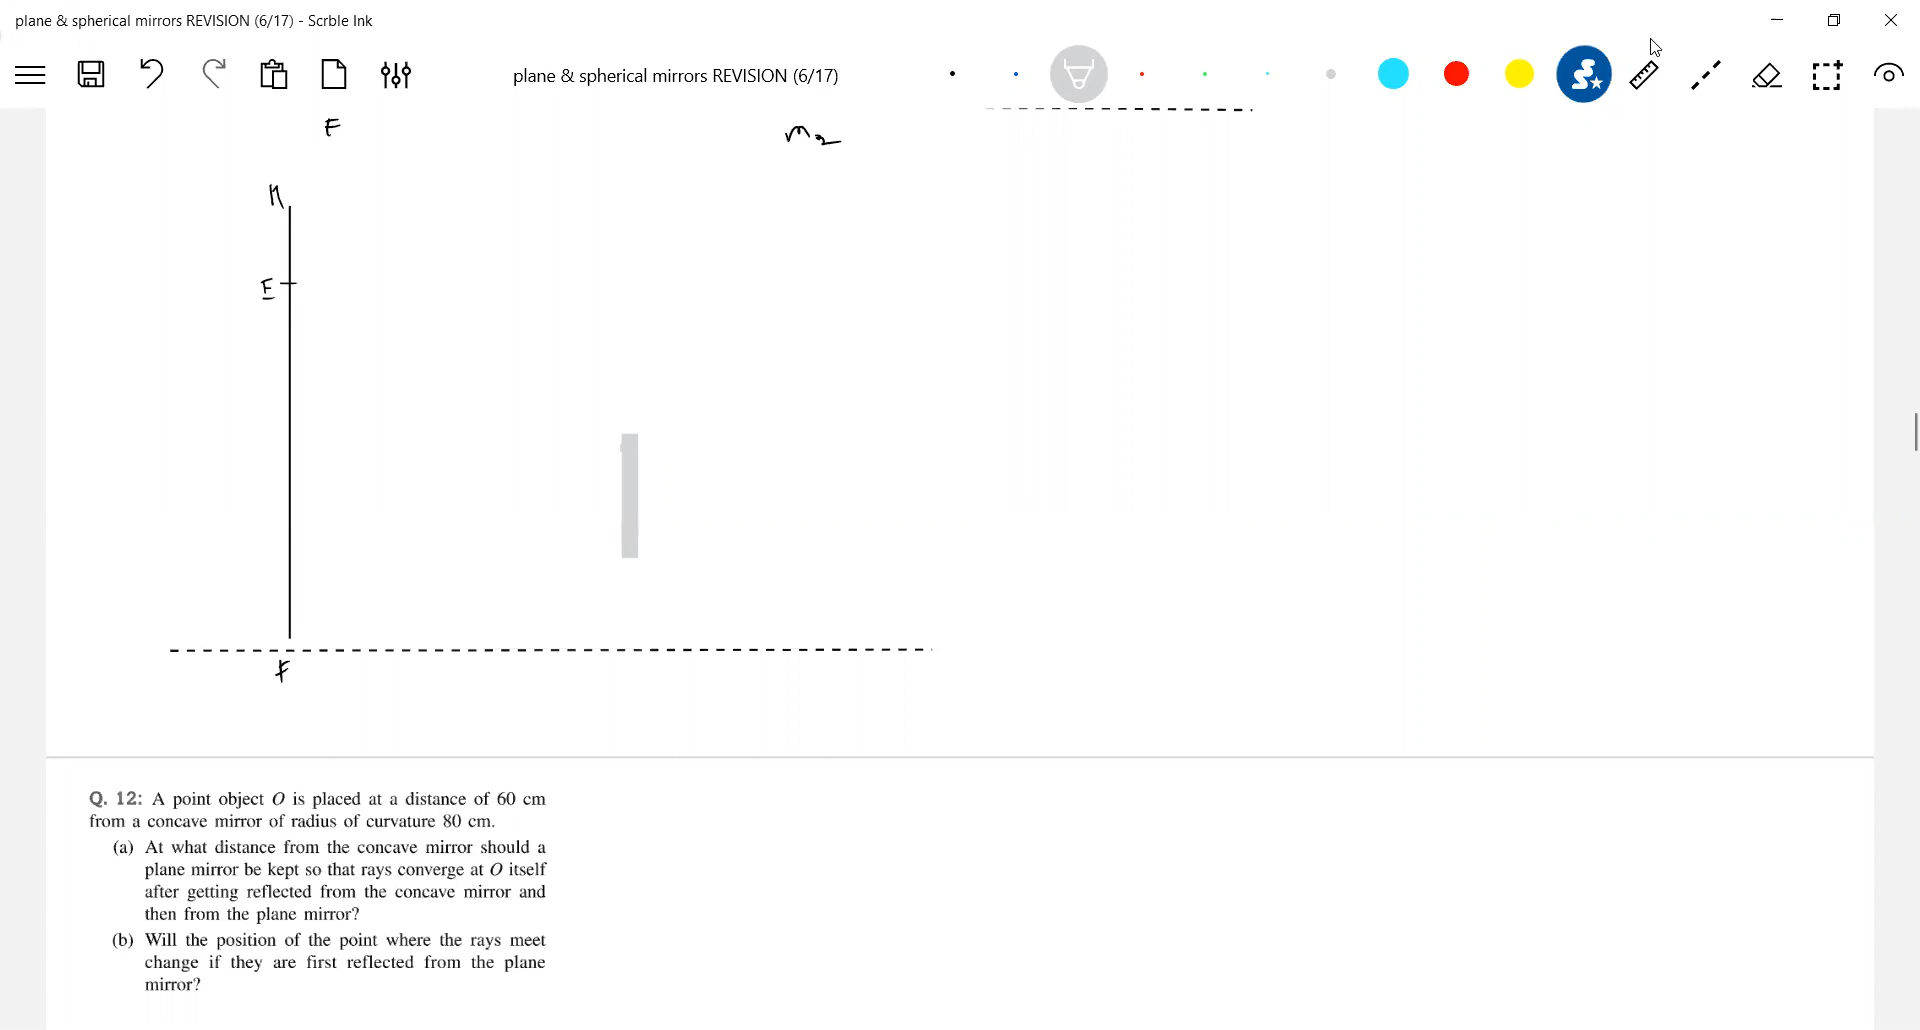 plane & spherical mirrors REVISION (6/17) - Scrble Ink
plane & spherical mirrors REVISION (6/17)
F
m2
H
E
F
Q. 12: A point object O is placed at a distance of 60 cm
from a concave mirror of radius of curvature 80 cm.
(a) At what distance from the concave mirror should a
plane mirror be kept so that rays converge at O itself
after getting reflected from the concave mirror and
then from the plane mirror?
(b) Will the position of the point where the rays meet
change if they are first reflected from the plane
mirror?